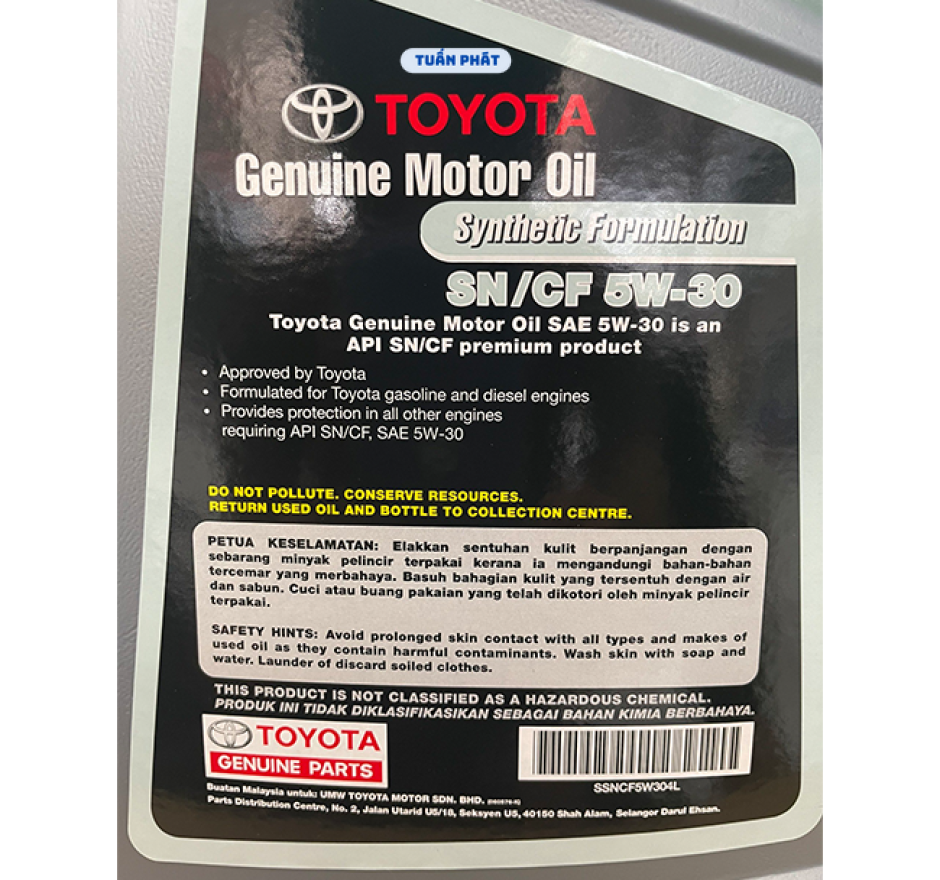 TUẤN PHÁT
TOYOTA
Genuine Motor Oil
Synthetic Formulation
SN/CF 5W-30
Toyota Genuine Motor Oil SAE 5W-30 is an
API SN/CF premium product
• Approved by Toyota
• Formulated for Toyota gasoline and diesel engines
• Provides protection in all other engines
requiring API SN/CF, SAE 5W-30
DO NOT POLLUTE. CONSERVE RESOURCES.
RETURN USED OIL AND BOTTLE TO COLLECTION CENTRE.
PETUA KESELAMATAN: Elakkan sentuhan kulit berpanjangan dengan
sebarang minyak pelincir terpakai kerana ia mengandungi bahan-bahan
tercemar yang merbahaya. Basuh bahagian kulit yang tersentuh dengan air
dan sabun. Cuci atau buang pakaian yang telah dikotori oleh minyak pelincir
terpakai.
SAFETY HINTS: Avoid prolonged skin contact with all types and makes of
used oil as they contain harmful contaminants. Wash skin with soap and
water. Launder of discard soiled clothes.
THIS PRODUCT IS NOT CLASSIFIED AS A HAZARDOUS CHEMICAL.
PRODUK INI TIDAK DIKLASIFIKASIKAN SEBAGAI BAHAN KIMIA BERBAHAYA.
TOYOTA
GENUINE PARTS
SSNCF5W304L
Buatan Malaysia untuk: UMW TOYOTA MOTOR SDN. BHD.
Parts Distribution Centre, No. 2, Jalan Utarid U5/18, Seksyen U5, 40150 Shah Alam, Selangor Darul Ehsan.